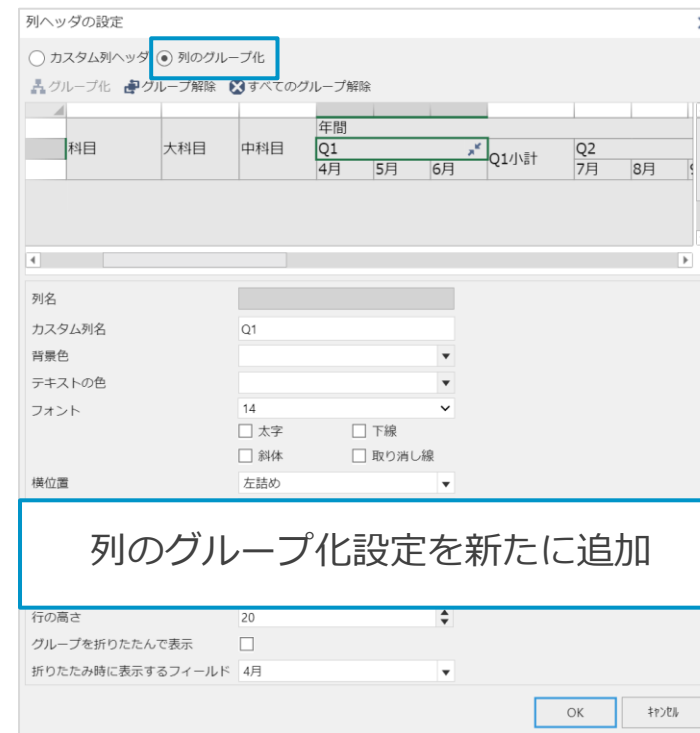 列ヘッダの設定
カスタム列ヘッダ 列のグループ化
グループ化 グループ解除 すべてのグループ解除
年間
科目 大科目 中科目 Q1 Q1小計 Q2
4月 5月 6月 7月 8月
列名
カスタム列名 Q1
背景色
テキストの色
フォント 14
太字 下線
斜体 取り消し線
横位置 左詰め
列のグループ化設定を新たに追加
行の高さ 20
グループを折りたたんで表示
折りたたみ時に表示するフィールド 4月
OK ｷｬﾝｾﾙ